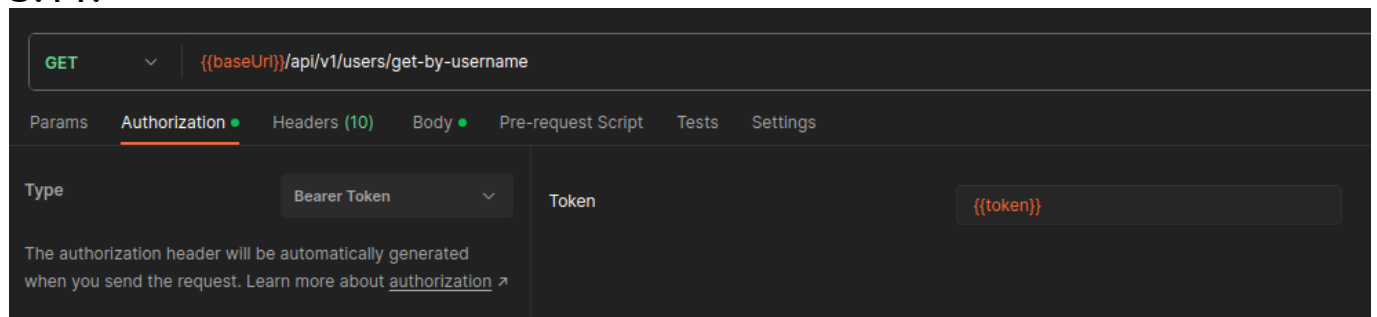 GET {{baseUrl}}/api/v1/users/get-by-username
Params Authorization Headers (10) Body Pre-request Script Tests Settings
Type Bearer Token Token {{token}}
The authorization header will be automatically generated
when you send the request. Learn more about authorization ↗